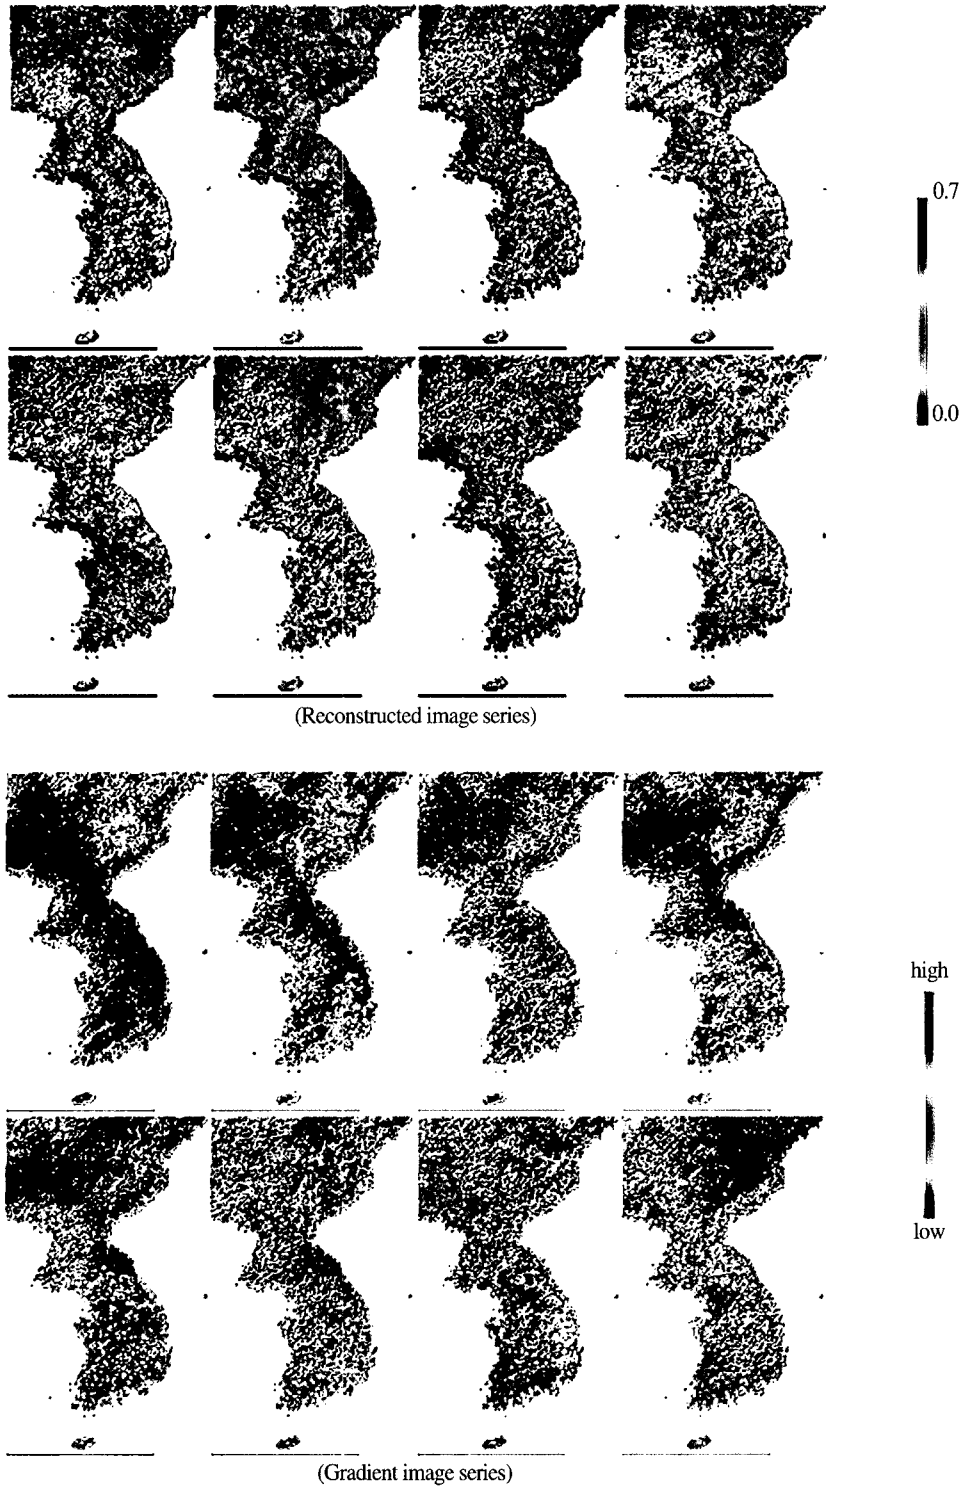 0.7
0.0
(Reconstructed image series)
high
low
(Gradient image series)